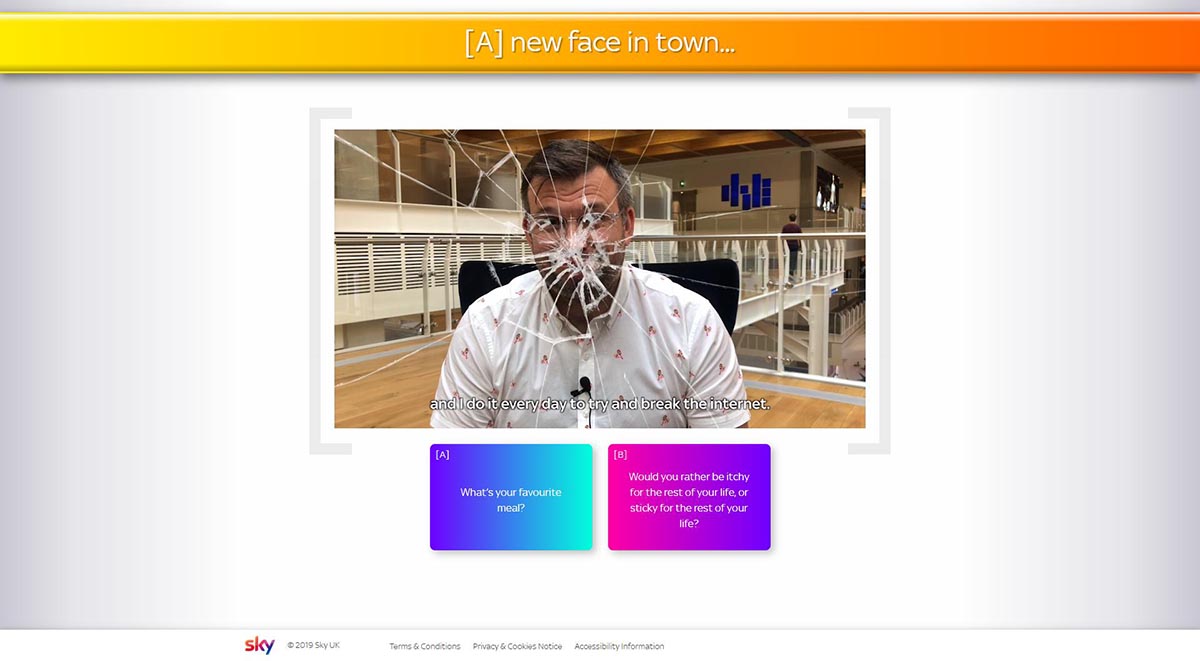 [A] new face in town...
and I do it every day to try and break the internet.
[A]
What's your favourite
meal?
[B]
Would you rather be itchy
for the rest of your life, or
sticky for the rest of your
life?
sky
© 2019 Sky UK
Terms & Conditions
Privacy & Cookies Notice
Accessibility Information